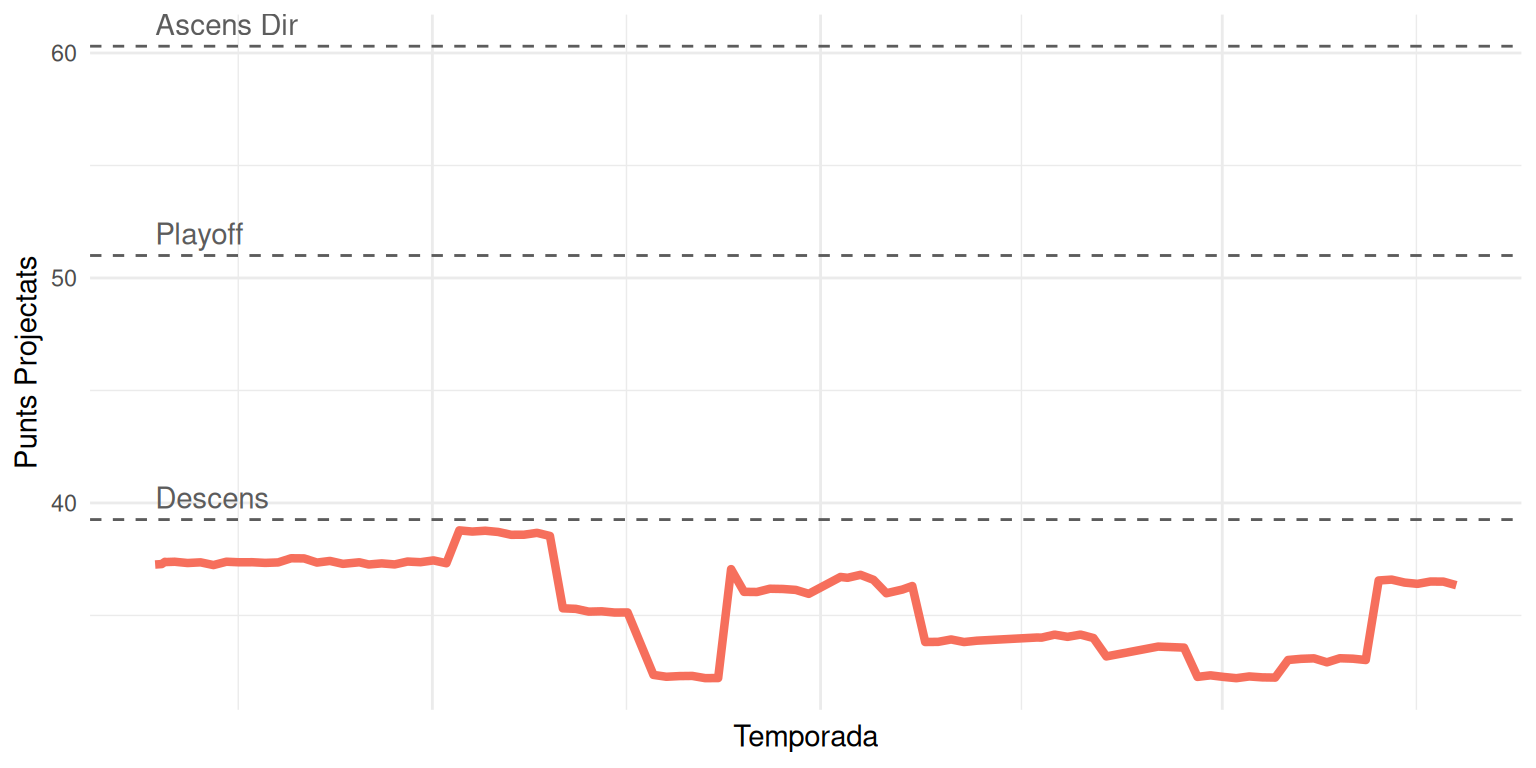 Ascens Dir
60
Playoff
50
Punts Projectats
Descens
40
Temporada